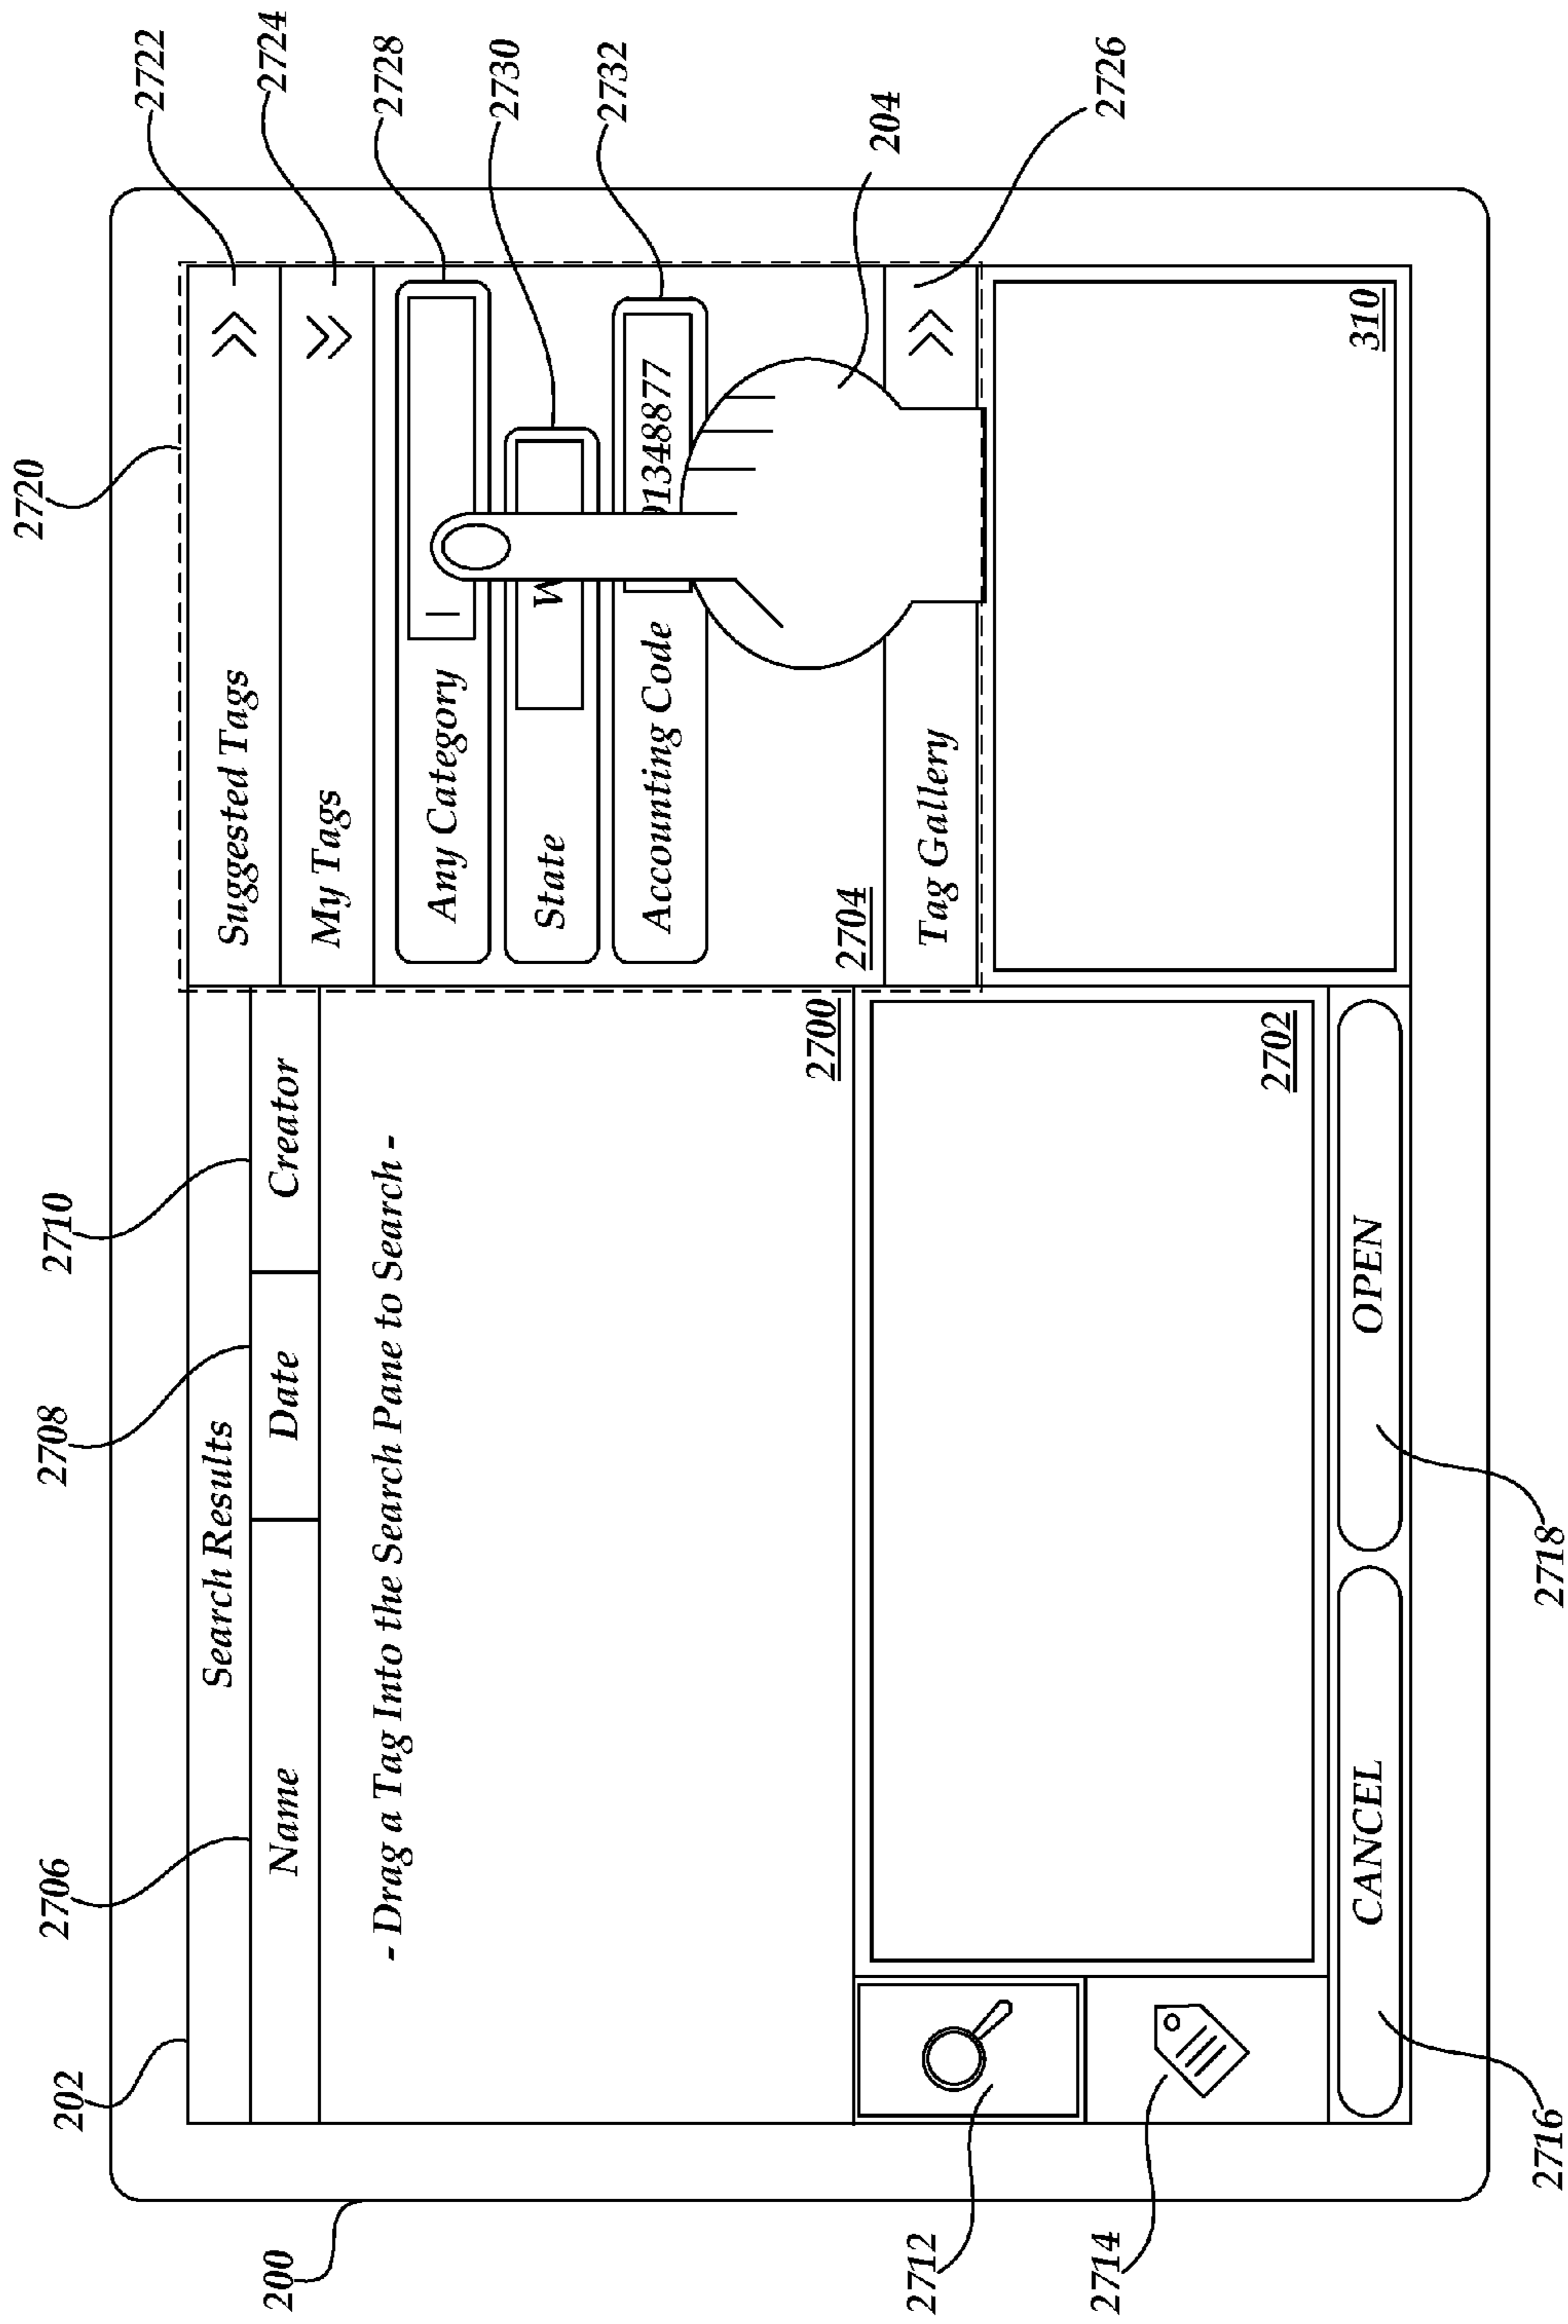 2706
2708
2710
2720
202
200
Search Results
Name
Date
Creator
- Drag a Tag Into the Search Pane to Search -
2700
2702
2712
2714
CANCEL
OPEN
2716
2718
Suggested Tags
2722
My Tags
2724
Any Category
2728
State
W
2730
Accounting Code
91348877
2732
2704
204
Tag Gallery
2726
310